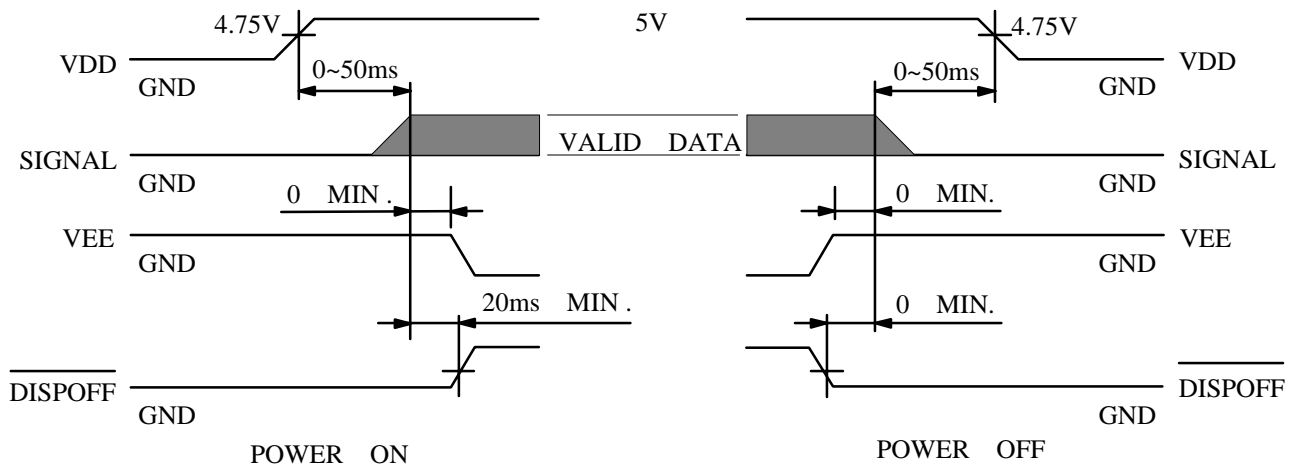 4.75V 5V 4.75V
VDD 0~50ms 0~50ms VDD
GND GND
VALID DATA
SIGNAL SIGNAL
GND GND
0 MIN . 0 MIN.
VEE VEE
GND GND
20ms MIN . 0 MIN.
DISPOFF DISPOFF
GND GND
POWER ON POWER OFF